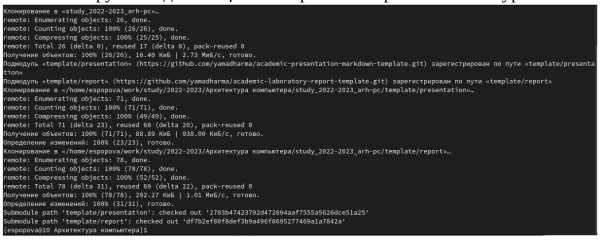 Клонирование в «study_2022-2023_arh-pc»…
remote: Enumerating objects: 26, done.
remote: Counting objects: 100% (26/26), done.
remote: Compressing objects: 100% (25/25), done.
remote: Total 26 (delta 0), reused 17 (delta 0), pack-reused 0
Получение объектов: 100% (26/26), 16.40 КиБ | 2.73 МиБ/с, готово.
Подмодуль «template/presentation» (https://github.com/yamadharma/academic-presentation-markdown-template.git) зарегистрирован по пути «template/presenta
tion»
Подмодуль «template/report» (https://github.com/yamadharma/academic-laboratory-report-template.git) зарегистрирован по пути «template/report»
Клонирование в «/home/espopova/work/study/2022-2023/Архитектура компьютера/study_2022-2023_arh-pc/template/presentation»…
remote: Enumerating objects: 71, done.
remote: Counting objects: 100% (71/71), done.
remote: Compressing objects: 100% (49/49), done.
remote: Total 71 (delta 23), reused 68 (delta 20), pack-reused 0
Получение объектов: 100% (71/71), 88.89 КиБ | 938.00 КиБ/с, готово.
Определение изменений: 100% (23/23), готово.
Клонирование в «/home/espopova/work/study/2022-2023/Архитектура компьютера/study_2022-2023_arh-pc/template/report»…
remote: Enumerating objects: 78, done.
remote: Counting objects: 100% (78/78), done.
remote: Compressing objects: 100% (52/52), done.
remote: Total 78 (delta 31), reused 69 (delta 22), pack-reused 0
Получение объектов: 100% (78/78), 292.27 КиБ | 1.01 МиБ/с, готово.
Определение изменений: 100% (31/31), готово.
Submodule path 'template/presentation': checked out '2703b47423792d472694aaf7555a5626dce51a25'
Submodule path 'template/report': checked out 'df7b2ef80f8def3b9a496f8695277469a1a7842a'
[espopova@10 Архитектура компьютера]$